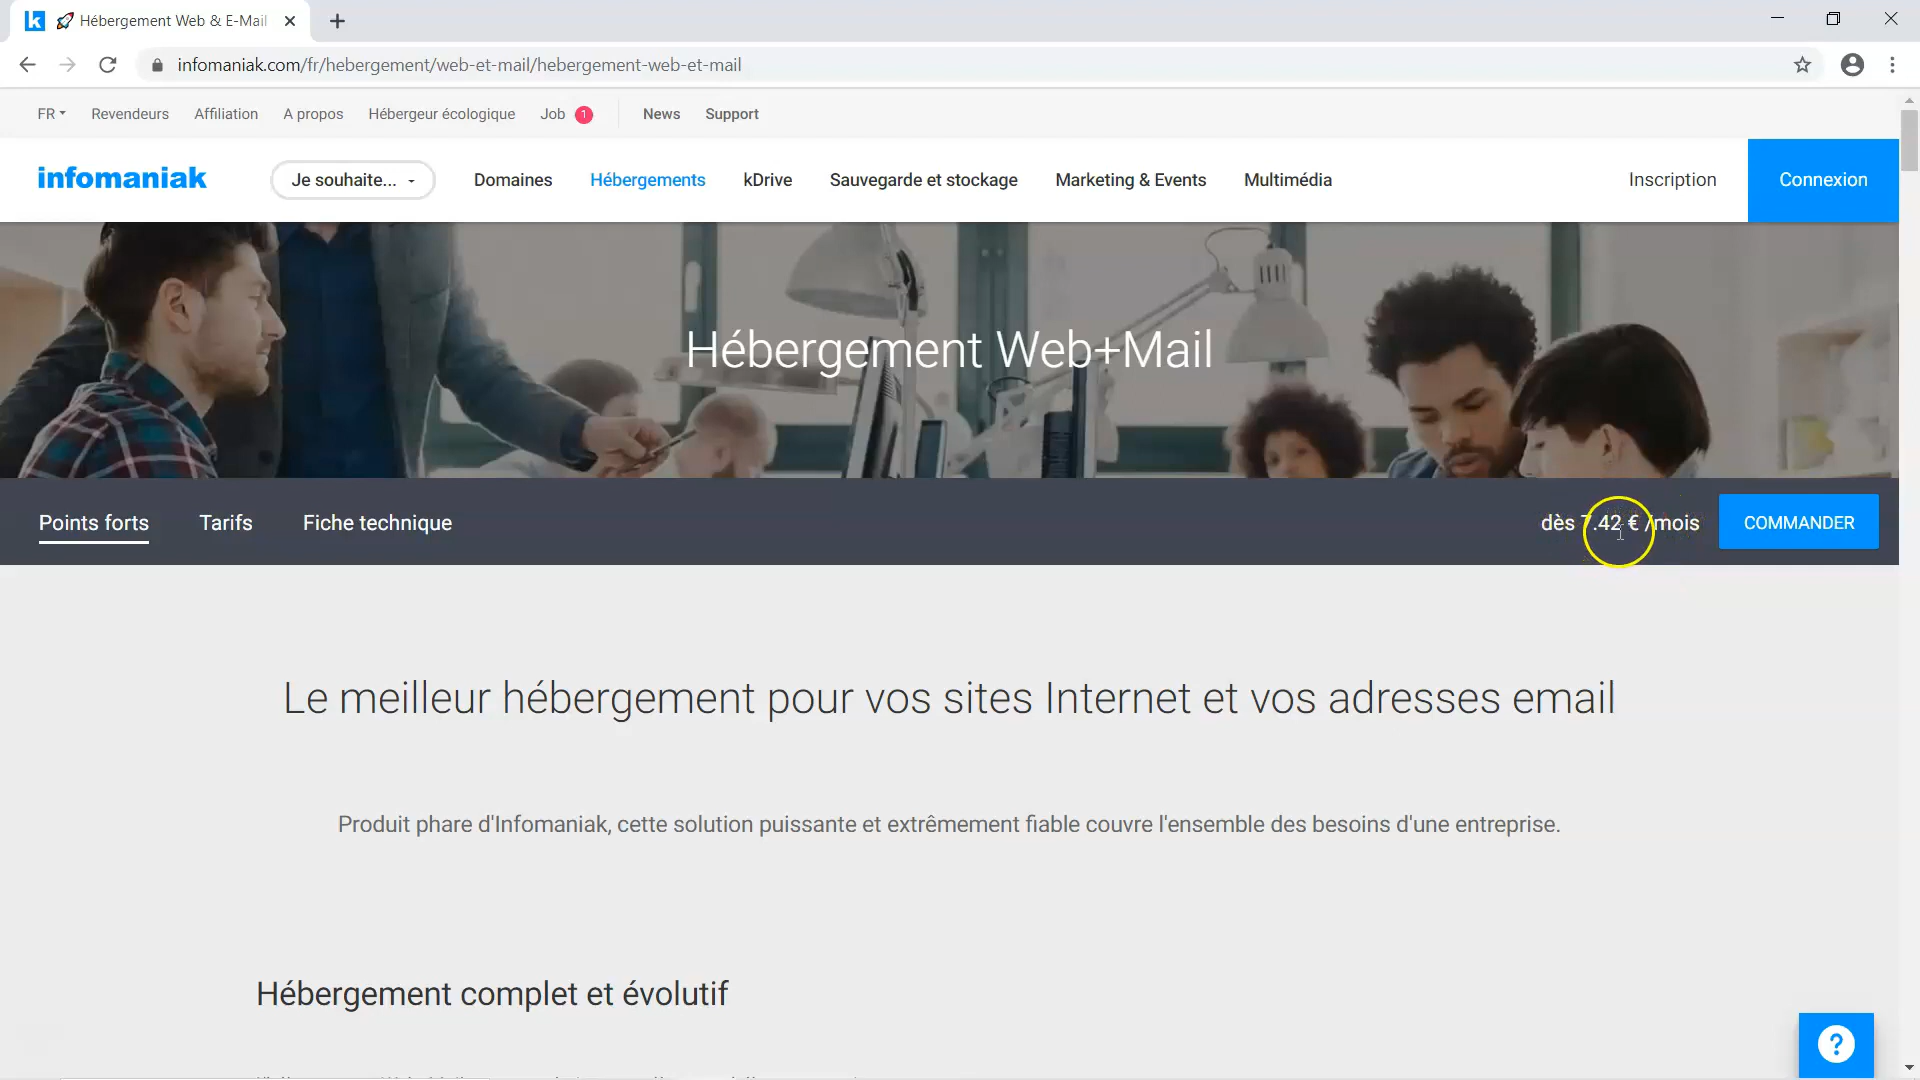 Hébergement Web & E-Mail
infomaniak.com/fr/hebergement/web-et-mail/hebergement-web-et-mail
FR Revendeurs Affiliation A propos Hébergeur écologique Job 1 News Support
infomaniak Je souhaite... Domaines Hébergements kDrive Sauvegarde et stockage Marketing & Events Multimédia Inscription Connexion
Hébergement Web+Mail
Points forts Tarifs Fiche technique dès 7.42 € /mois COMMANDER
Le meilleur hébergement pour vos sites Internet et vos adresses email
Produit phare d'Infomaniak, cette solution puissante et extrêmement fiable couvre l'ensemble des besoins d'une entreprise.
Hébergement complet et évolutif
?